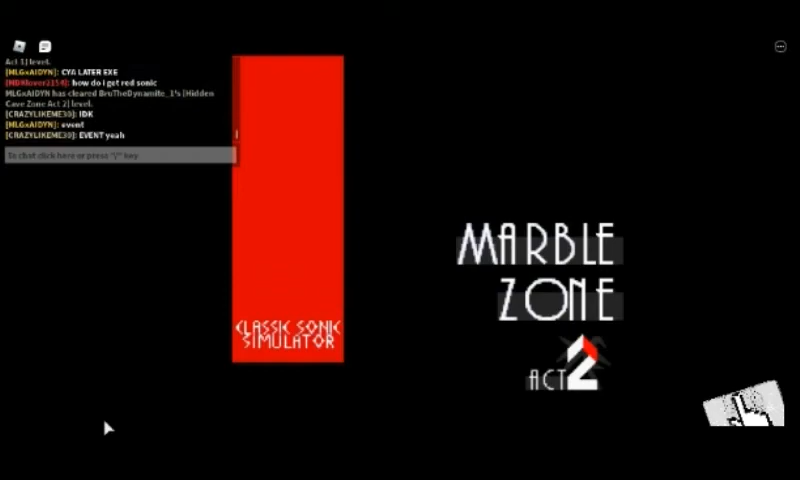 Act 1] level.
[MLGxAIDYN]: CYA LATER EXE
how do I get red sonic
MLGxAIDYN has cleared BruTheDynamite_1's [Hidden
Cave Zone Act 2] level.
[CRAZYLIKEME30]: IDK
[MLGxAIDYN]: event
[CRAZYLIKEME30]: EVENT yeah
To chat click here or press "/" key
CLASSIC SONIC
SIMULATOR
MARBLE
ZONE
ACT 2